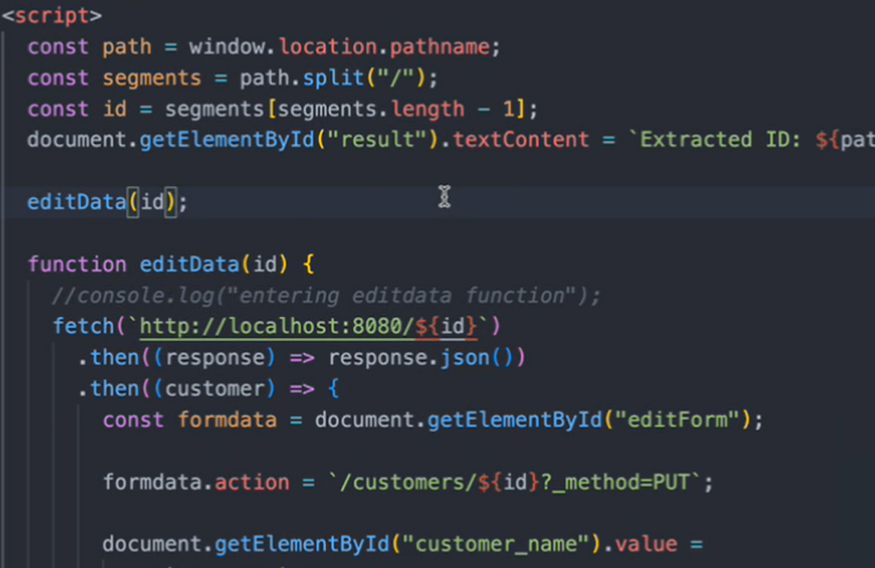 <script>
const path = window.location.pathname;
const segments = path.split("/");
const id = segments[segments.length - 1];
document.getElementById("result").textContent = `Extracted ID: ${pat
editData(id);
function editData(id) {
//console.log("entering editdata function");
fetch(`http://localhost:8080/${id}`)
.then((response) => response.json())
.then((customer) => {
const formdata = document.getElementById("editForm");
formdata.action = `/customers/${id}?_method=PUT`;
document.getElementById("customer_name").value =